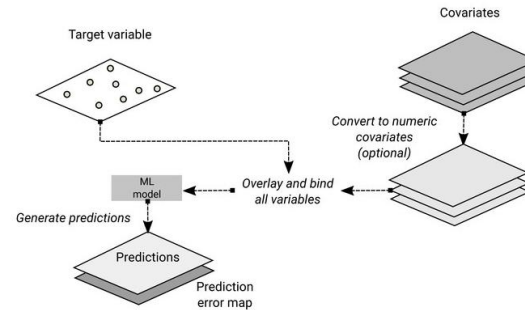 Covariates
Target variable
Convert to numeric
covariates
(optional)
Overlay and bind
all variables
ML
model
Generate predictions
Predictions
Prediction
error map